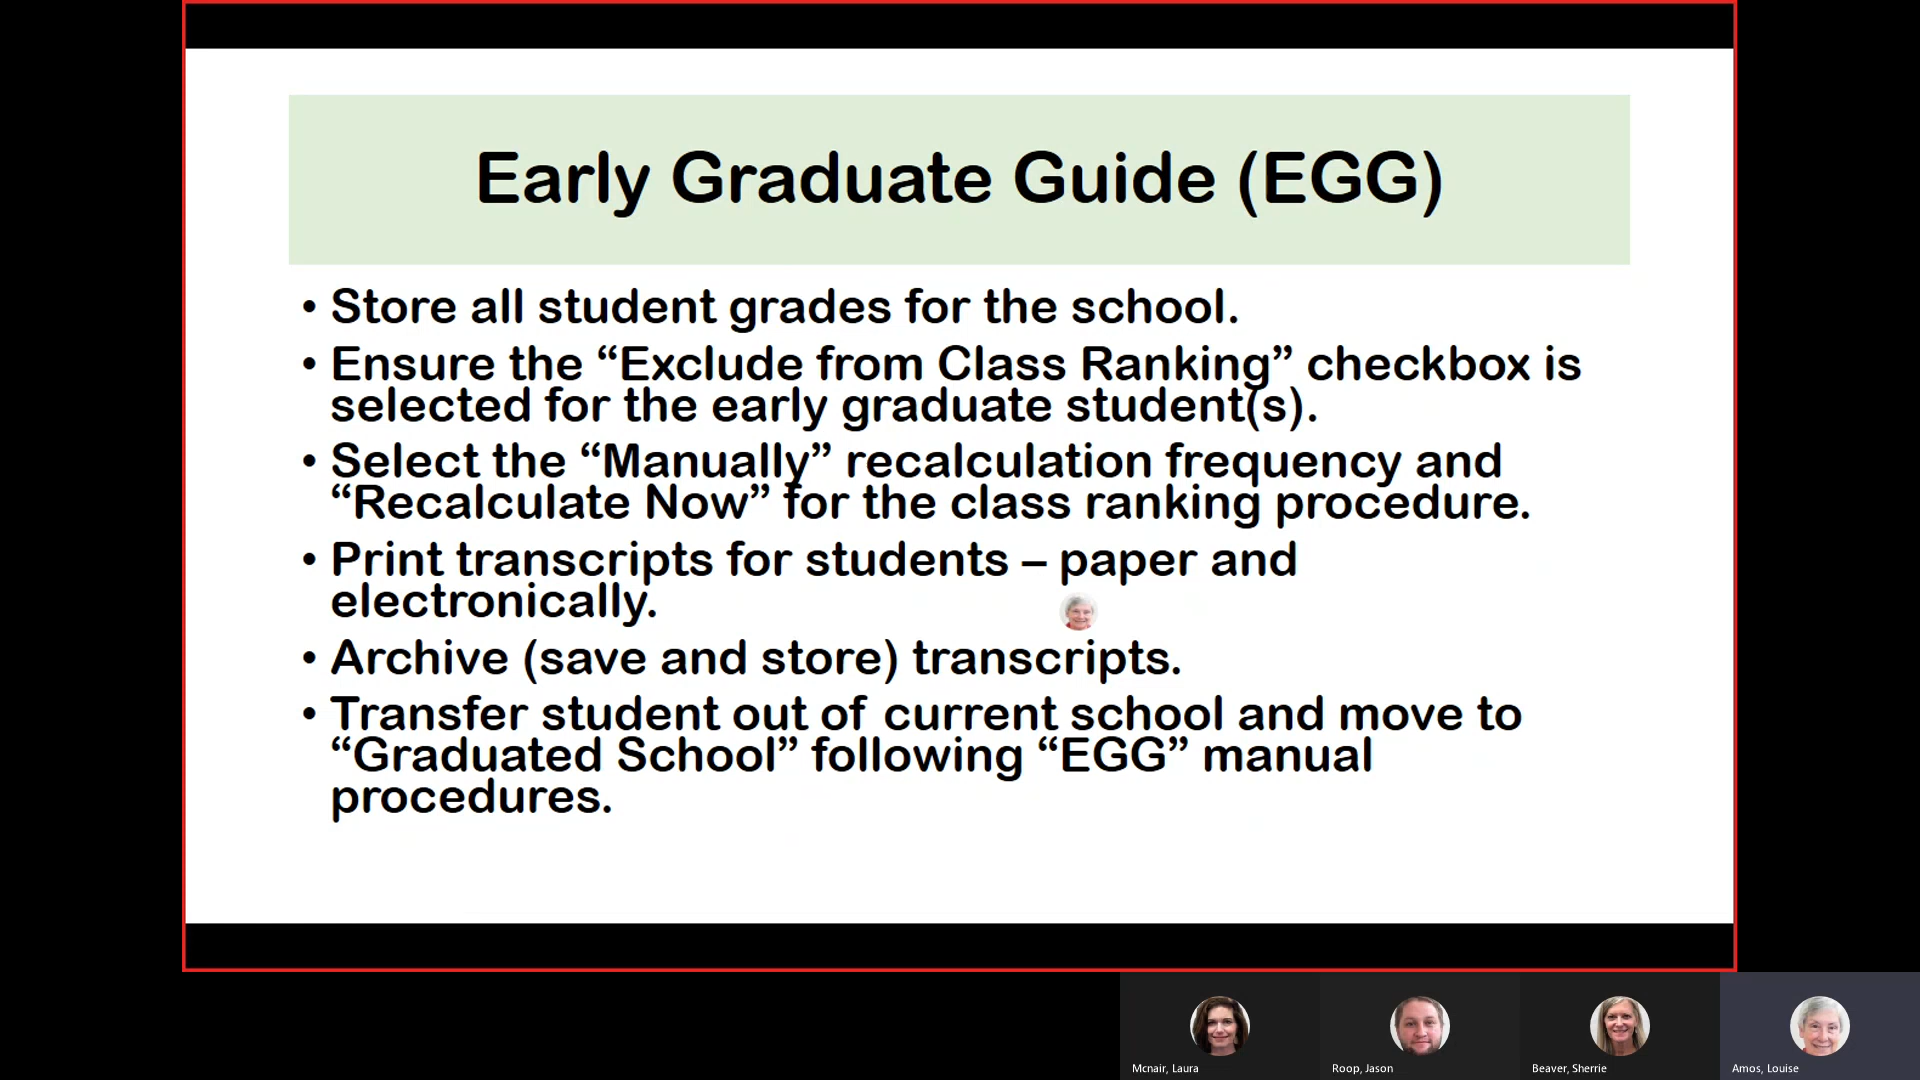 Early Graduate Guide (EGG)
• Store all student grades for the school.
• Ensure the “Exclude from Class Ranking” checkbox is
selected for the early graduate student(s).
• Select the “Manually” recalculation frequency and
“Recalculate Now” for the class ranking procedure.
• Print transcripts for students – paper and
electronically.
• Archive (save and store) transcripts.
• Transfer student out of current school and move to
“Graduated School” following “EGG” manual
procedures.
Mcnair, Laura
Roop, Jason
Beaver, Sherrie
Amos, Louise